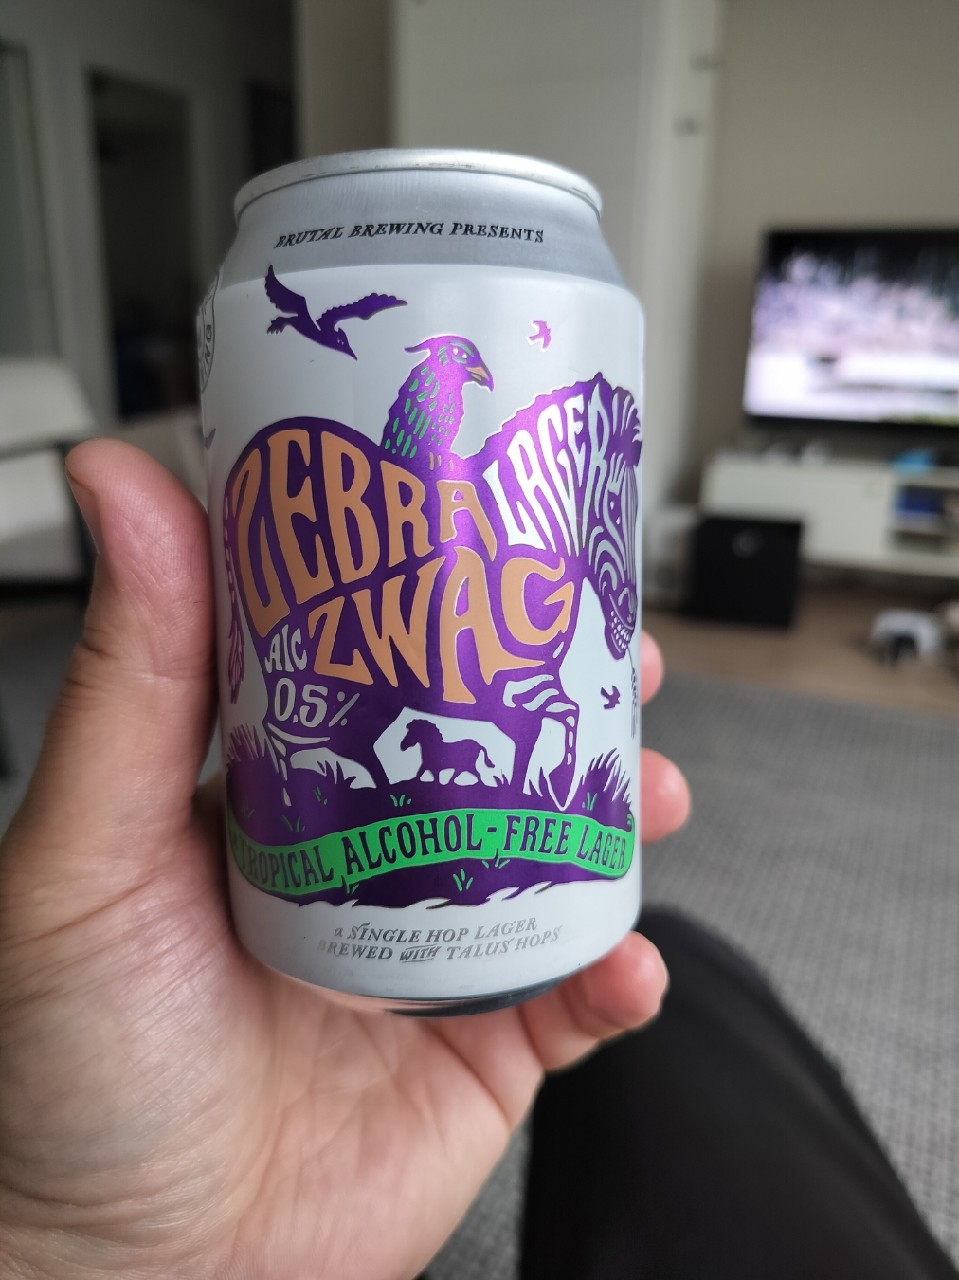 BRUTAL BREWING PRESENTS
ZEBRA
LAGER
ZWAG
Alc
0.5%
TROPICAL ALCOHOL-FREE LAGER
a SINGLE HOP LAGER
BREWED WITH TALUS HOPS